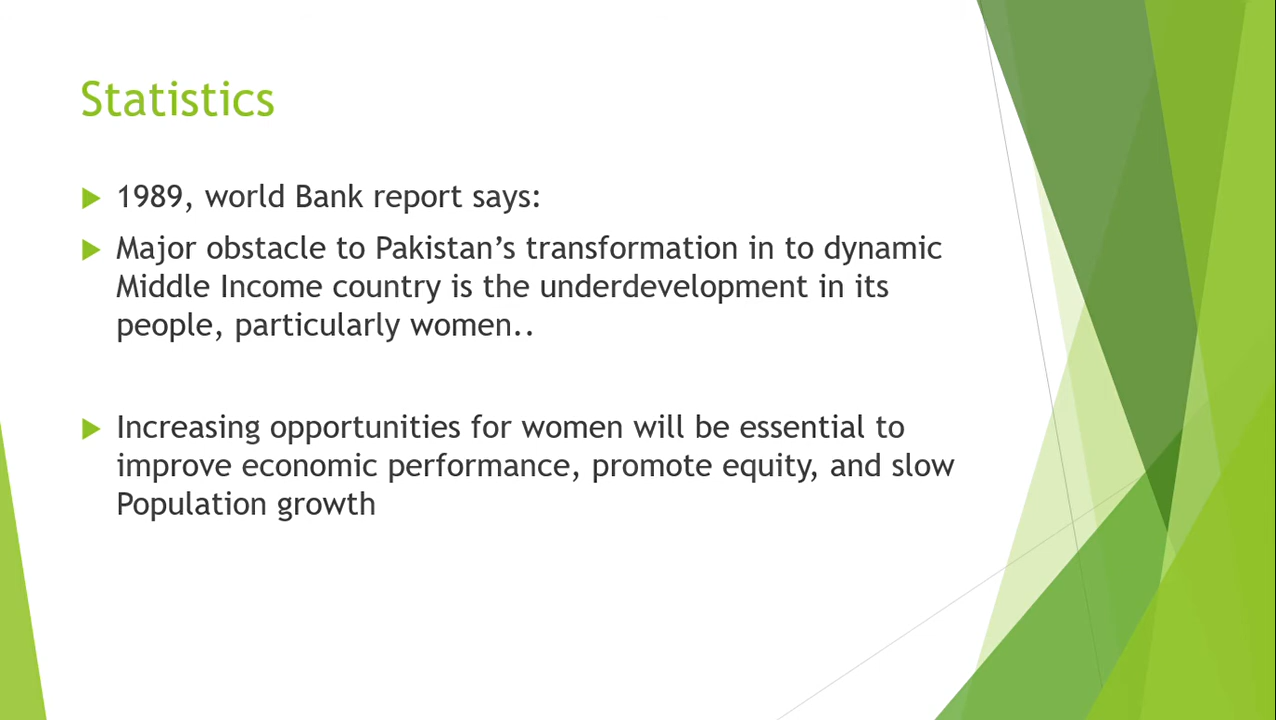 Statistics
1989, world Bank report says:
Major obstacle to Pakistan’s transformation in to dynamic
Middle Income country is the underdevelopment in its
people, particularly women..
Increasing opportunities for women will be essential to
improve economic performance, promote equity, and slow
Population growth